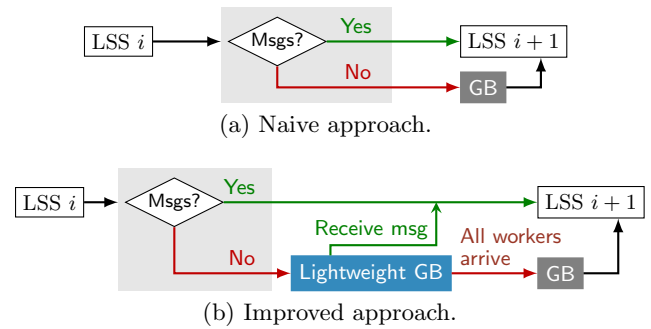 LSS i
Msgs?
Yes
LSS i + 1
No
GB
(a) Naive approach.
LSS i
Msgs?
Yes
LSS i + 1
Receive msg
No
Lightweight GB
All workers
arrive
GB
(b) Improved approach.